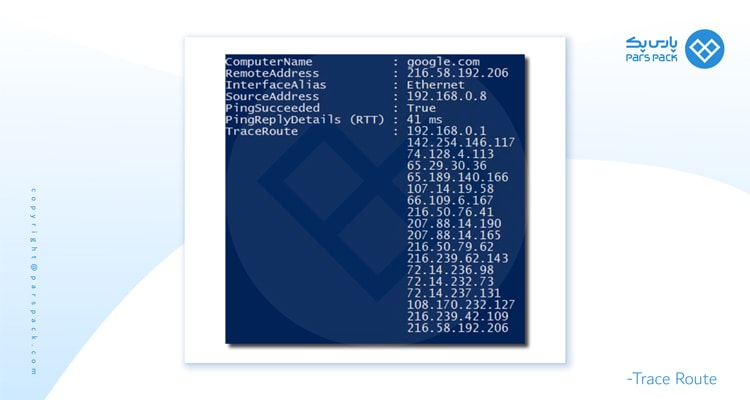 پارس پک
PARS PACK
ComputerName : google.com
RemoteAddress : 216.58.192.206
InterfaceAlias : Ethernet
SourceAddress : 192.168.0.8
PingSucceeded : True
PingReplyDetails (RTT) : 41 ms
TraceRoute : 192.168.0.1
142.254.146.117
74.128.4.113
65.29.30.36
65.189.140.166
107.14.19.58
66.109.6.167
216.50.76.41
207.88.14.190
207.88.14.165
216.50.79.62
216.239.62.143
72.14.236.98
72.14.232.73
72.14.237.131
108.170.232.127
216.239.42.109
216.58.192.206
copyright@parspack.com
-Trace Route